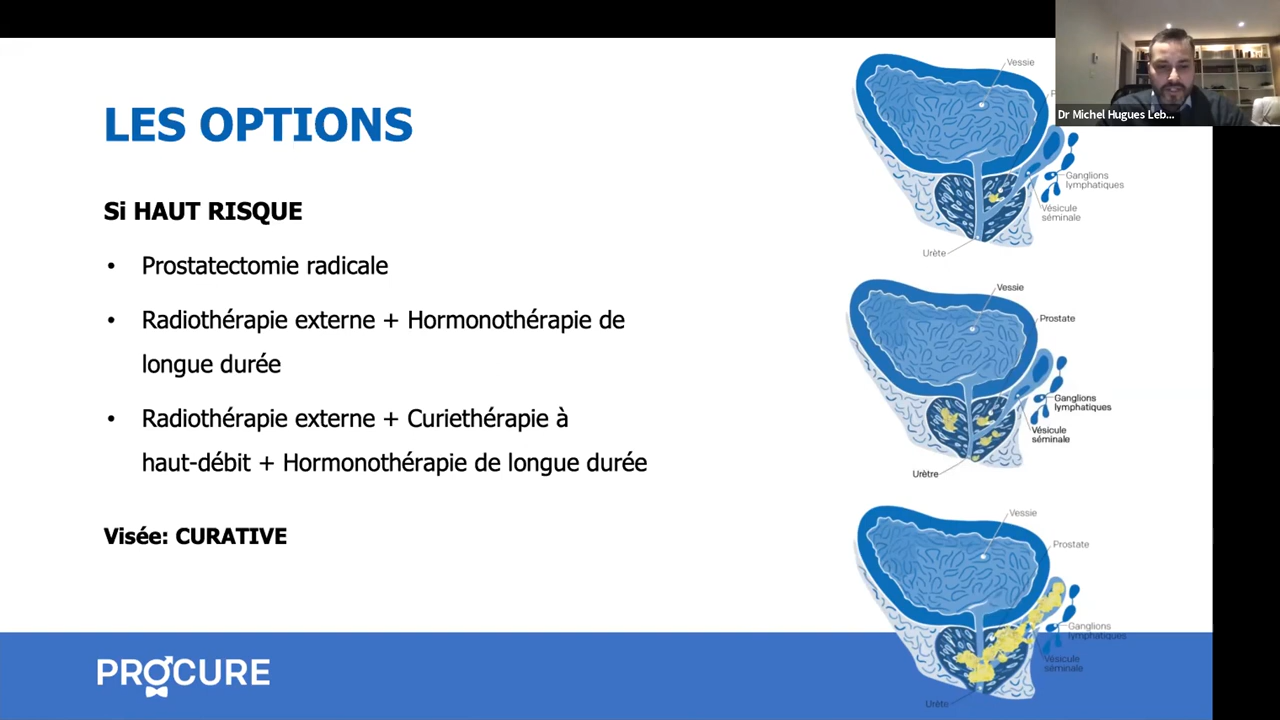 LES OPTIONS
Si HAUT RISQUE
• Prostatectomie radicale
• Radiothérapie externe + Hormonothérapie de
longue durée
• Radiothérapie externe + Curiethérapie à
haut-débit + Hormonothérapie de longue durée
Visée: CURATIVE
PROCURE
Vessie
P
Ganglions
lymphatiques
Vésicule
séminale
Urète
Vessie
Prostate
Ganglions
lymphatiques
Vésicule
séminale
Urètre
Vessie
Prostate
Ganglions
lymphatiques
Vésicule
séminale
Urète
Dr Michel Hugues Leb...